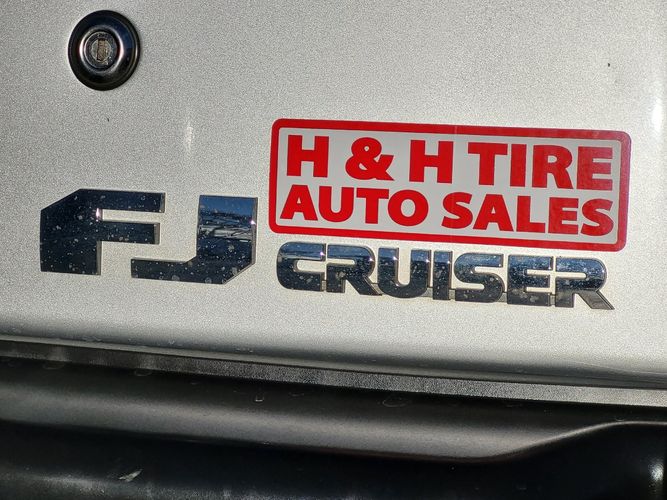 H & H TIRE
AUTO SALES
FJ CRUISER